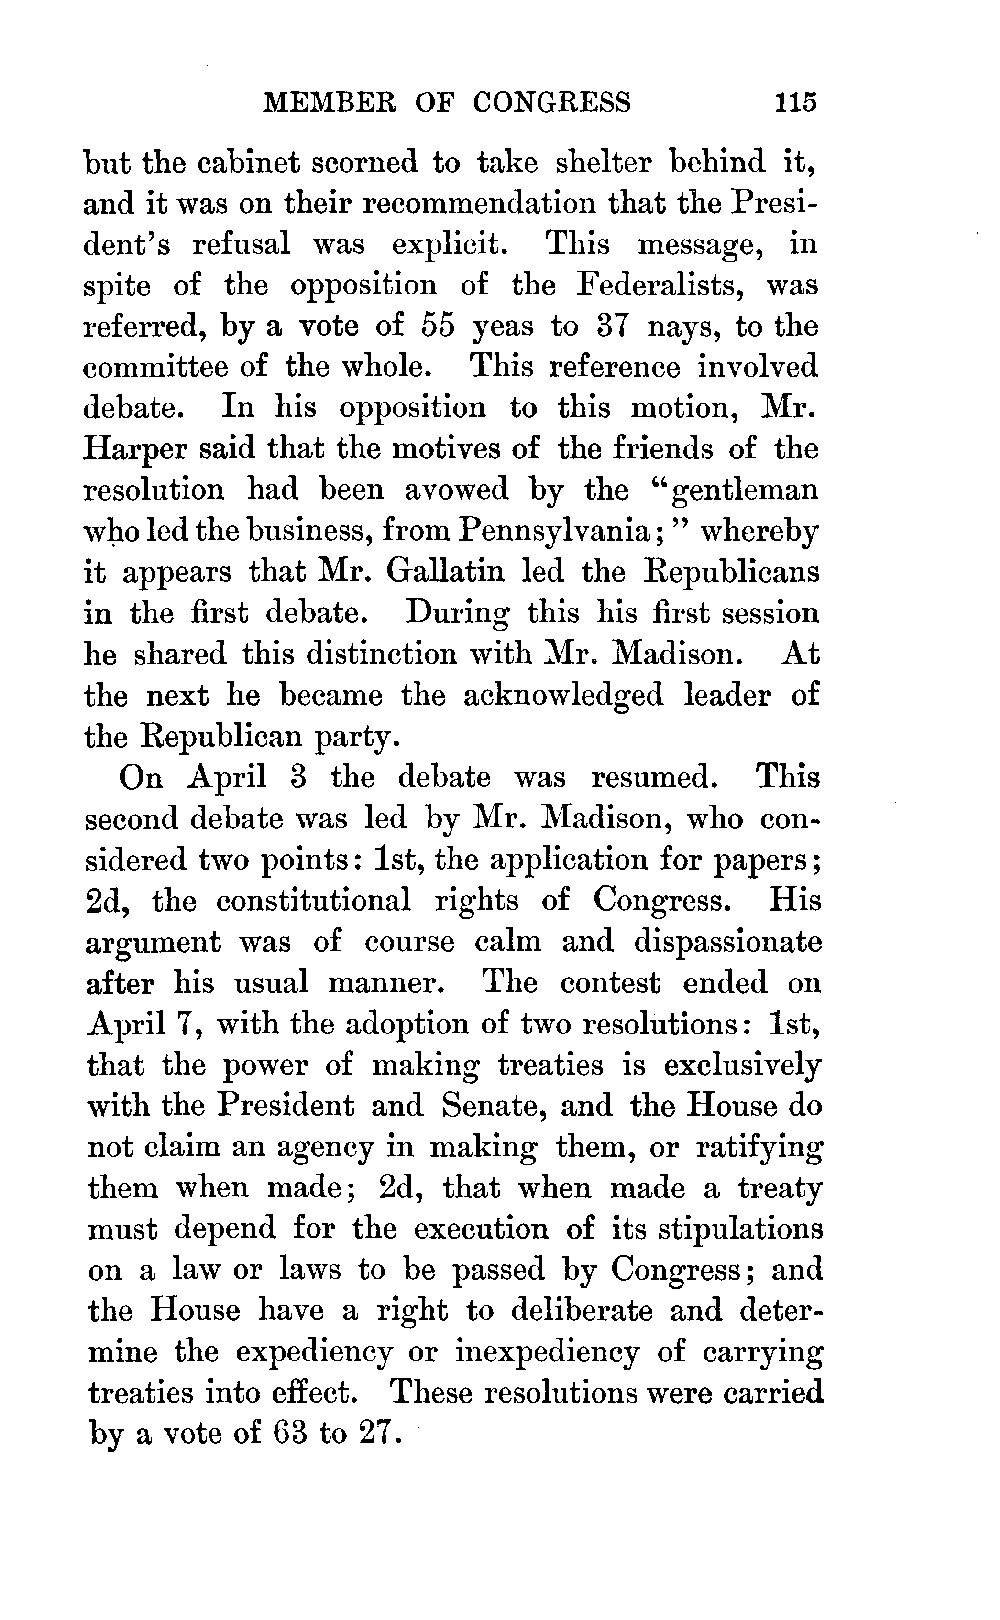 MEMBER OF CONGRESS 115
but the cabinet scorned to take shelter behind it,
and it was on their recommendation that the Presi-
dent's refusal was explicit. This message, in
spite of the opposition of the Federalists, was
referred, by a vote of 55 yeas to 37 nays, to the
committee of the whole. This reference involved
debate. In his opposition to this motion, Mr.
Harper said that the motives of the friends of the
resolution had been avowed by the “gentleman
who led the business, from Pennsylvania;” whereby
it appears that Mr. Gallatin led the Republicans
in the first debate. During this his first session
he shared this distinction with Mr. Madison. At
the next he became the acknowledged leader of
the Republican party.
On April 3 the debate was resumed. This
second debate was led by Mr. Madison, who con-
sidered two points: 1st, the application for papers;
2d, the constitutional rights of Congress. His
argument was of course calm and dispassionate
after his usual manner. The contest ended on
April 7, with the adoption of two resolutions: 1st,
that the power of making treaties is exclusively
with the President and Senate, and the House do
not claim an agency in making them, or ratifying
them when made; 2d, that when made a treaty
must depend for the execution of its stipulations
on a law or laws to be passed by Congress; and
the House have a right to deliberate and deter-
mine the expediency or inexpediency of carrying
treaties into effect. These resolutions were carried
by a vote of 63 to 27.